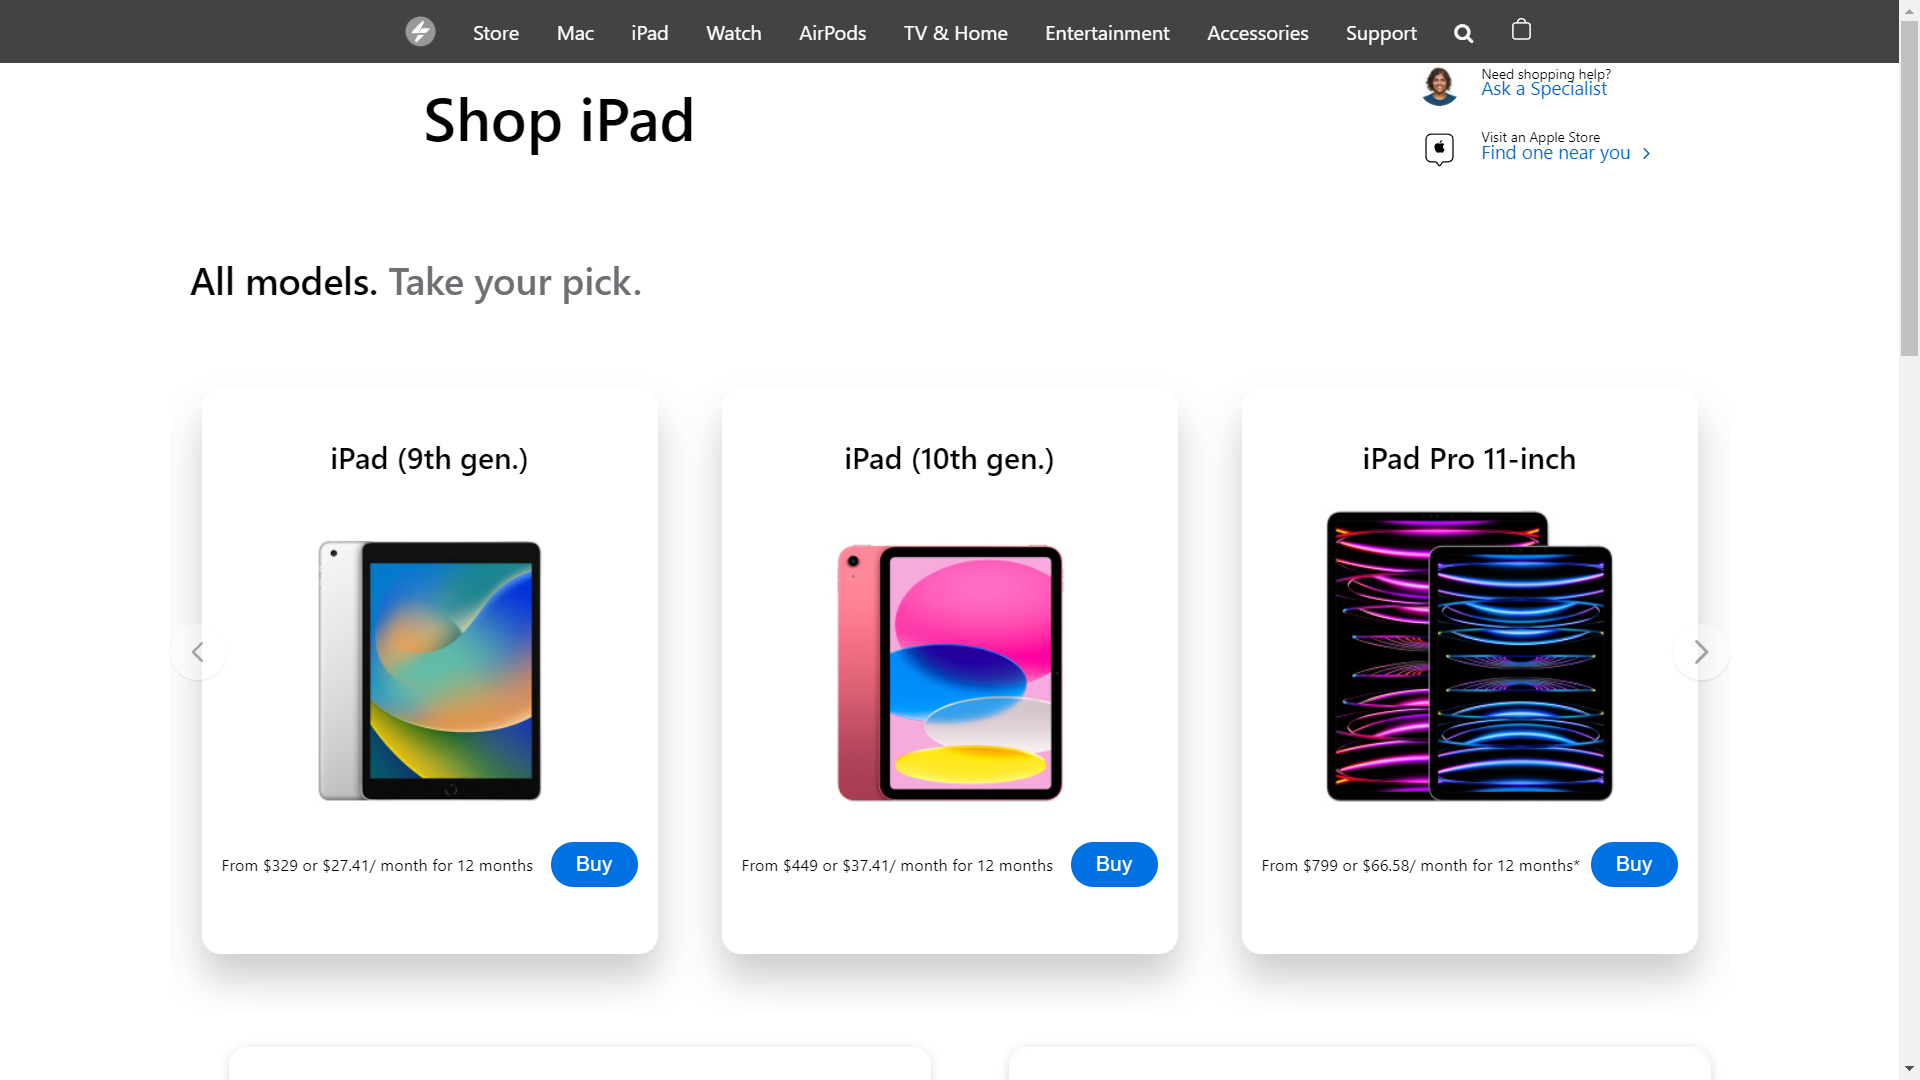 Store Mac iPad Watch AirPods TV & Home Entertainment Accessories Support
Shop iPad
Need shopping help?
Ask a Specialist
Visit an Apple Store
Find one near you
All models. Take your pick.
iPad (9th gen.)
From $329 or $27.41/ month for 12 months
Buy
iPad (10th gen.)
From $449 or $37.41/ month for 12 months
Buy
iPad Pro 11-inch
From $799 or $66.58/ month for 12 months*
Buy